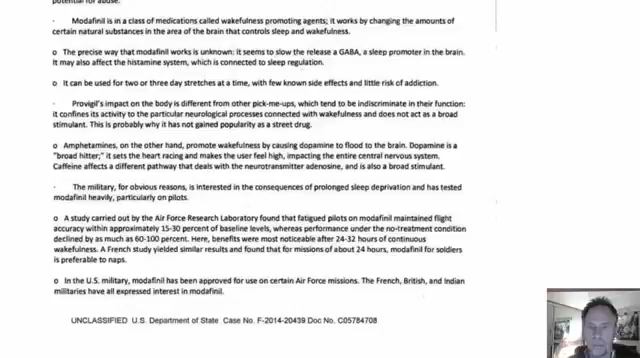 potential for abuse.
· Modafinil is in a class of medications called wakefulness promoting agents; it works by changing the amounts of
certain natural substances in the area of the brain that controls sleep and wakefulness.
o The precise way that modafinil works is unknown: it seems to slow the release a GABA, a sleep promoter in the brain.
It may also affect the histamine system, which is connected to sleep regulation.
o It can be used for two or three day stretches at a time, with few known side effects and little risk of addiction.
· Provigil's impact on the body is different from other pick-me-ups, which tend to be indiscriminate in their function:
it confines its activity to the particular neurological processes connected with wakefulness and does not act as a broad
stimulant. This is probably why it has not gained popularity as a street drug.
o Amphetamines, on the other hand, promote wakefulness by causing dopamine to flood to the brain. Dopamine is a
"broad hitter;" it sets the heart racing and makes the user feel high, impacting the entire central nervous system.
Caffeine affects a different pathway that deals with the neurotransmitter adenosine, and is also a broad stimulant.
· The military, for obvious reasons, is interested in the consequences of prolonged sleep deprivation and has tested
modafinil heavily, particularly on pilots.
o A study carried out by the Air Force Research Laboratory found that fatigued pilots on modafinil maintained flight
accuracy within approximately 15-30 percent of baseline levels, whereas performance under the no-treatment condition
declined by as much as 60-100 percent. Here, benefits were most noticeable after 24-32 hours of continuous
wakefulness. A French study yielded similar results and found that for missions of about 24 hours, modafinil for soldiers
is preferable to naps.
o In the U.S. military, modafinil has been approved for use on certain Air Force missions. The French, British, and Indian
militaries have all expressed interest in modafinil.
UNCLASSIFIED U.S. Department of State Case No. F-2014-20439 Doc No. C05784708